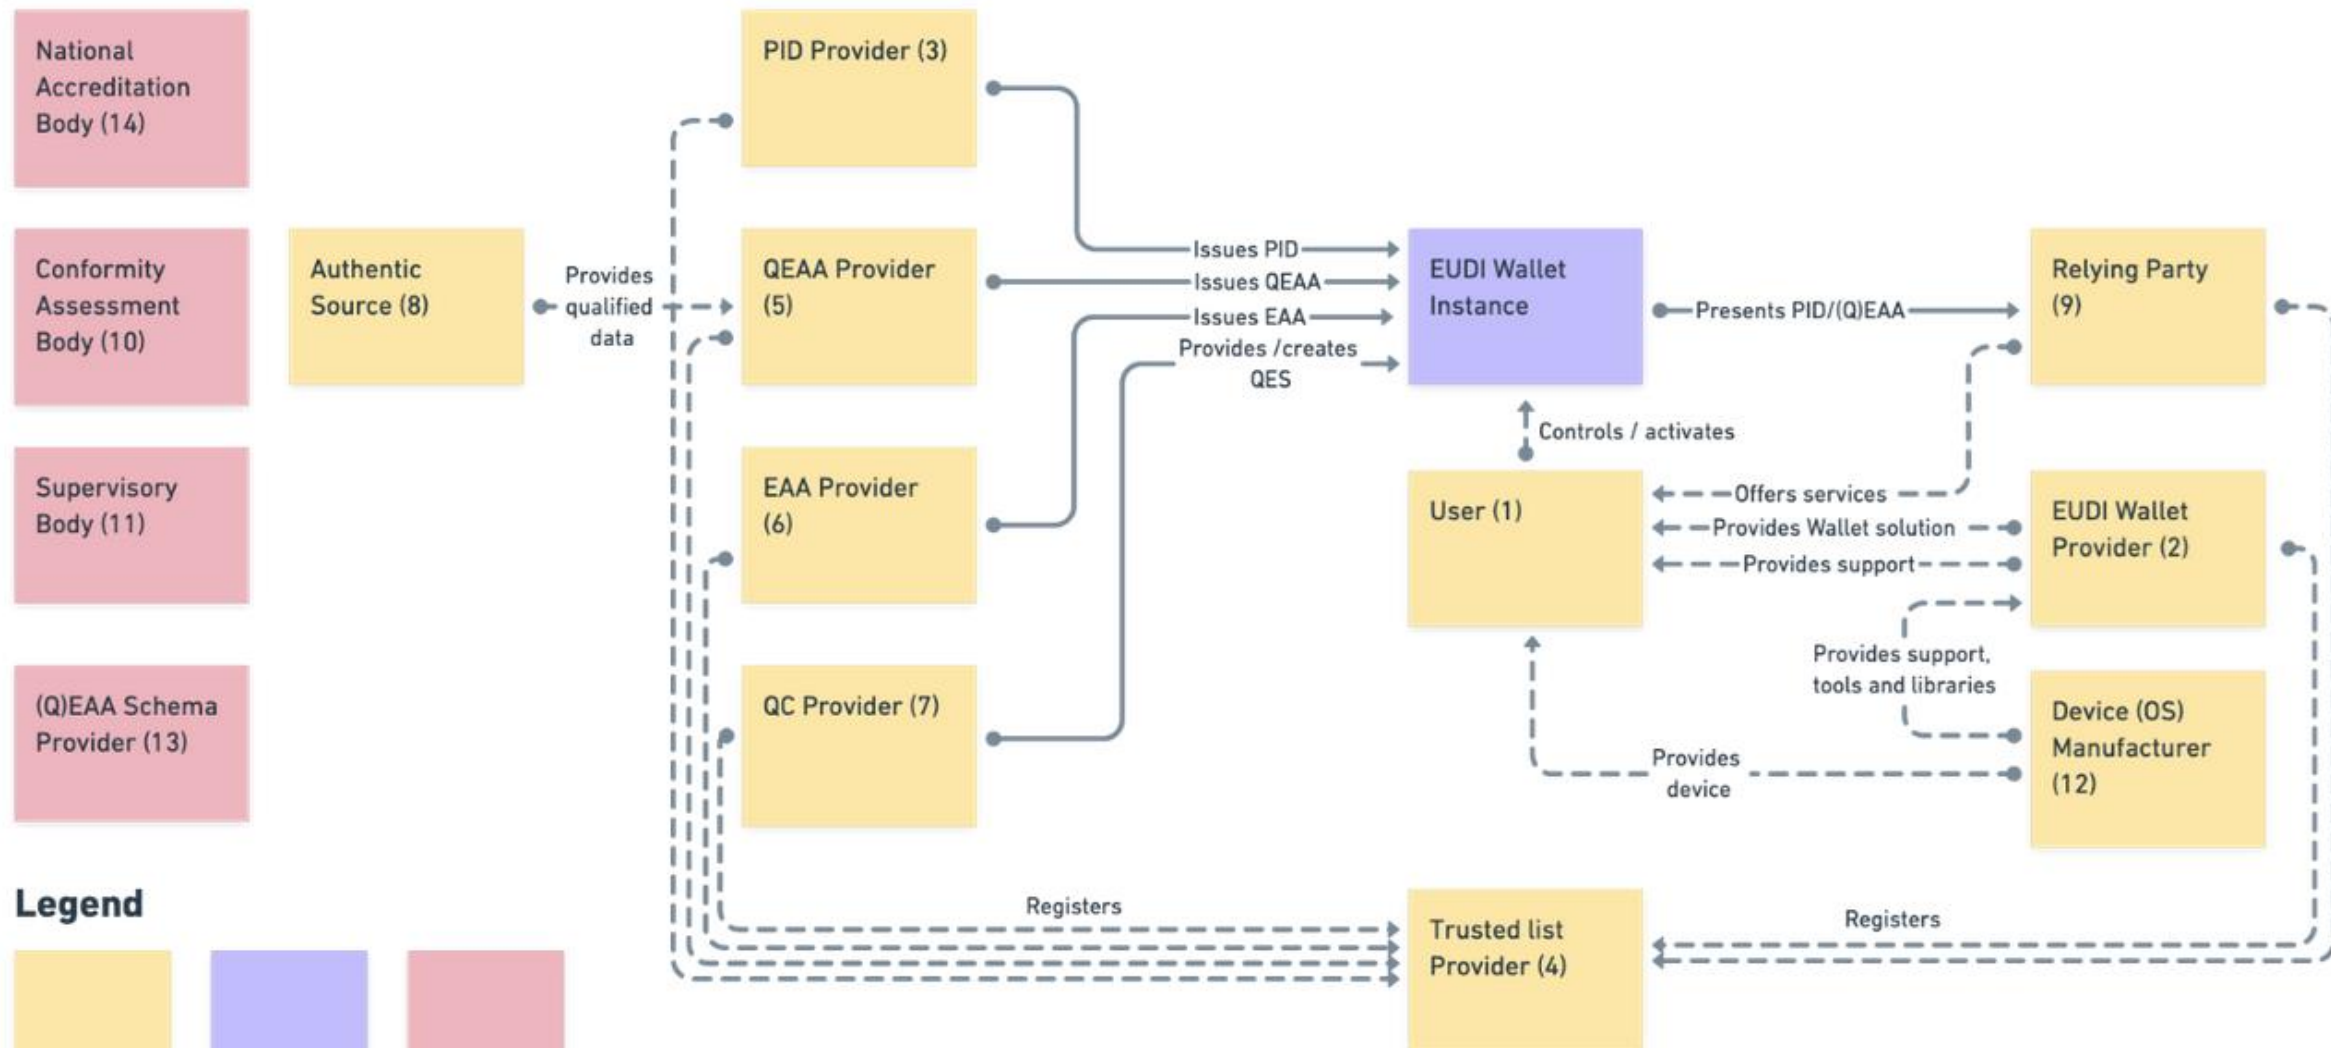 National
Accreditation
Body (14)
Conformity
Assessment
Body (10)
Supervisory
Body (11)
(Q)EAA Schema
Provider (13)
Authentic
Source (8)
Provides
qualified
data
PID Provider (3)
QEAA Provider
(5)
EAA Provider
(6)
QC Provider (7)
Issues PID
Issues QEAA
Issues EAA
Provides /creates
QES
EUDI Wallet
Instance
Presents PID/(Q)EAA
Relying Party
(9)
Controls / activates
User (1)
Offers services
Provides Wallet solution
Provides support
EUDI Wallet
Provider (2)
Provides support,
tools and libraries
Device (OS)
Manufacturer
(12)
Provides
device
Registers
Trusted list
Provider (4)
Registers
Legend